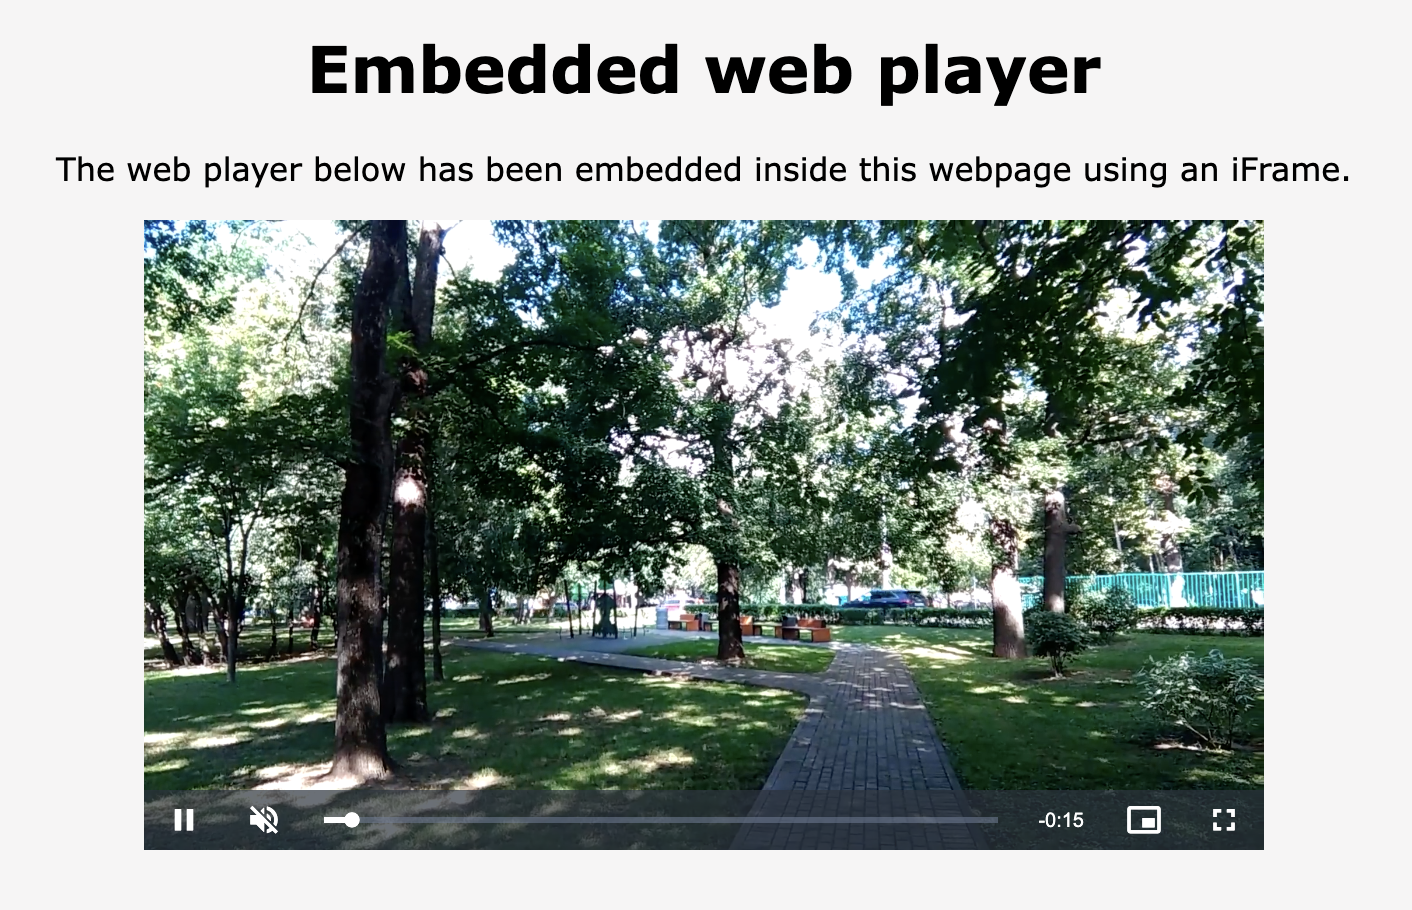 Embedded web player
The web player below has been embedded inside this webpage using an iFrame.
-0:15